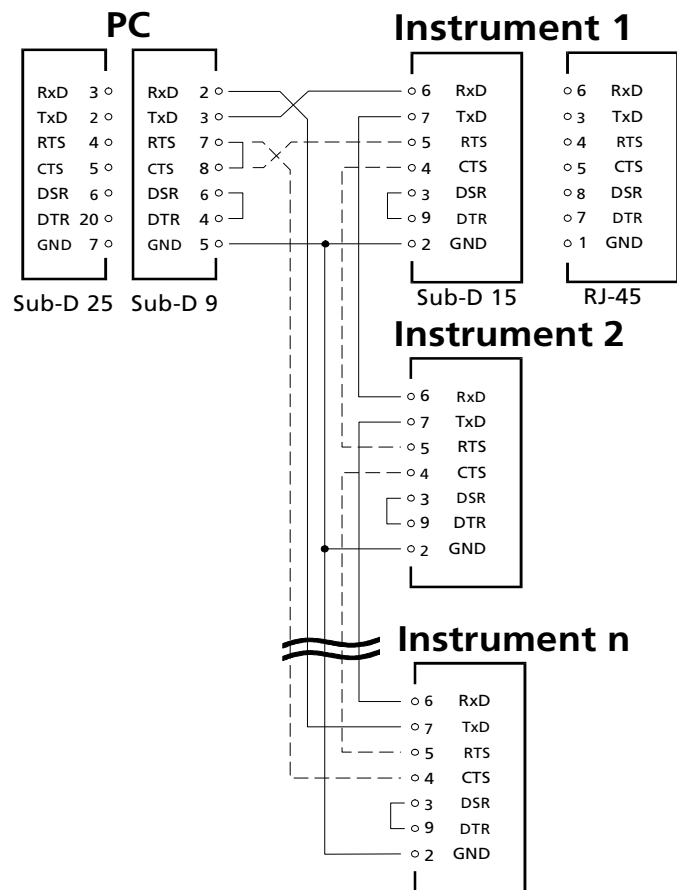 PC
RxD 3
TxD 2
RTS 4
CTS 5
DSR 6
DTR 20
GND 7
Sub-D 25
RxD 2
TxD 3
RTS 7
CTS 8
DSR 6
DTR 4
GND 5
Sub-D 9
Instrument 1
6 RxD
7 TxD
5 RTS
4 CTS
3 DSR
9 DTR
2 GND
Sub-D 15
6 RxD
3 TxD
4 RTS
5 CTS
8 DSR
7 DTR
1 GND
RJ-45
Instrument 2
6 RxD
7 TxD
5 RTS
4 CTS
3 DSR
9 DTR
2 GND
Instrument n
6 RxD
7 TxD
5 RTS
4 CTS
3 DSR
9 DTR
2 GND